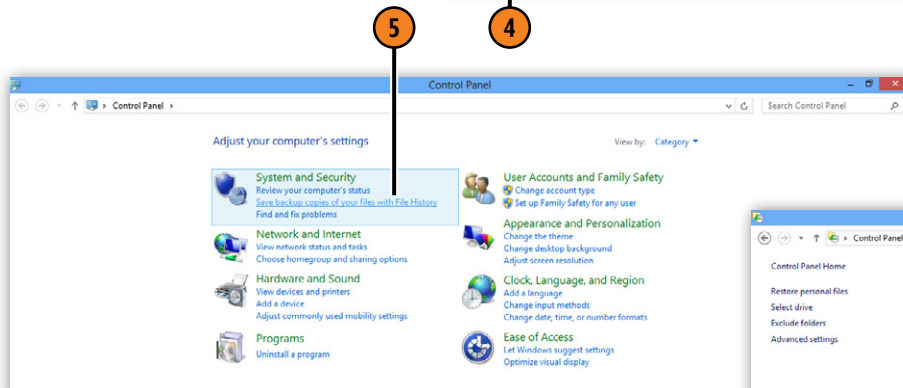 5
4
Control Panel
Control Panel
Search Control Panel
Adjust your computer's settings
View by: Category
System and Security
Review your computer's status
Save backup copies of your files with File History
Find and fix problems
Network and Internet
View network status and tasks
Choose homegroup and sharing options
Hardware and Sound
View devices and printers
Add a device
Adjust commonly used mobility settings
Programs
Uninstall a program
User Accounts and Family Safety
Change account type
Set up Family Safety for any user
Appearance and Personalization
Change the theme
Change desktop background
Adjust screen resolution
Clock, Language, and Region
Add a language
Change input methods
Change date, time, or number formats
Ease of Access
Let Windows suggest settings
Optimize visual display
Control Panel
Control Panel Home
Restore personal files
Select drive
Exclude folders
Advanced settings